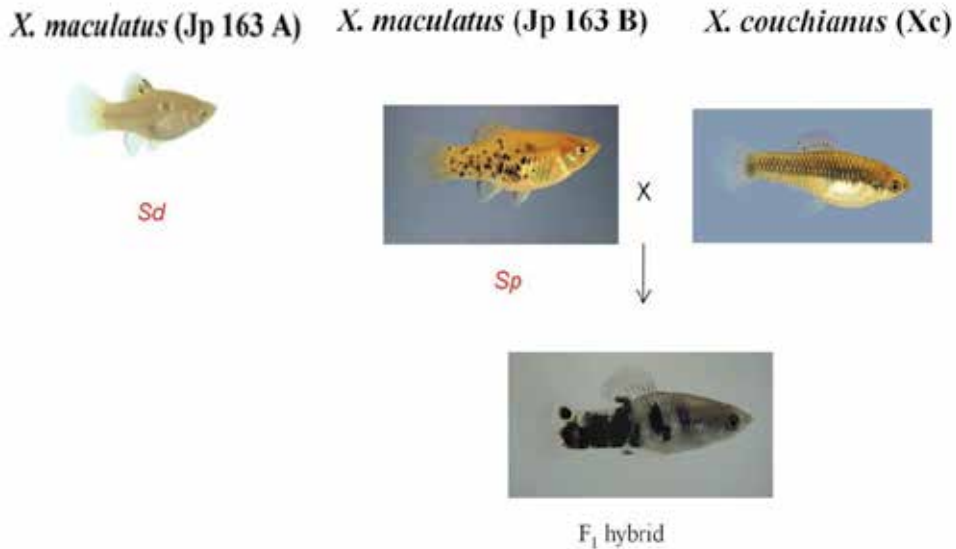 X. maculatus (Jp 163 A) X. maculatus (Jp 163 B) X. couchianus (Xc)
Sd
X
Sp
F1 hybrid